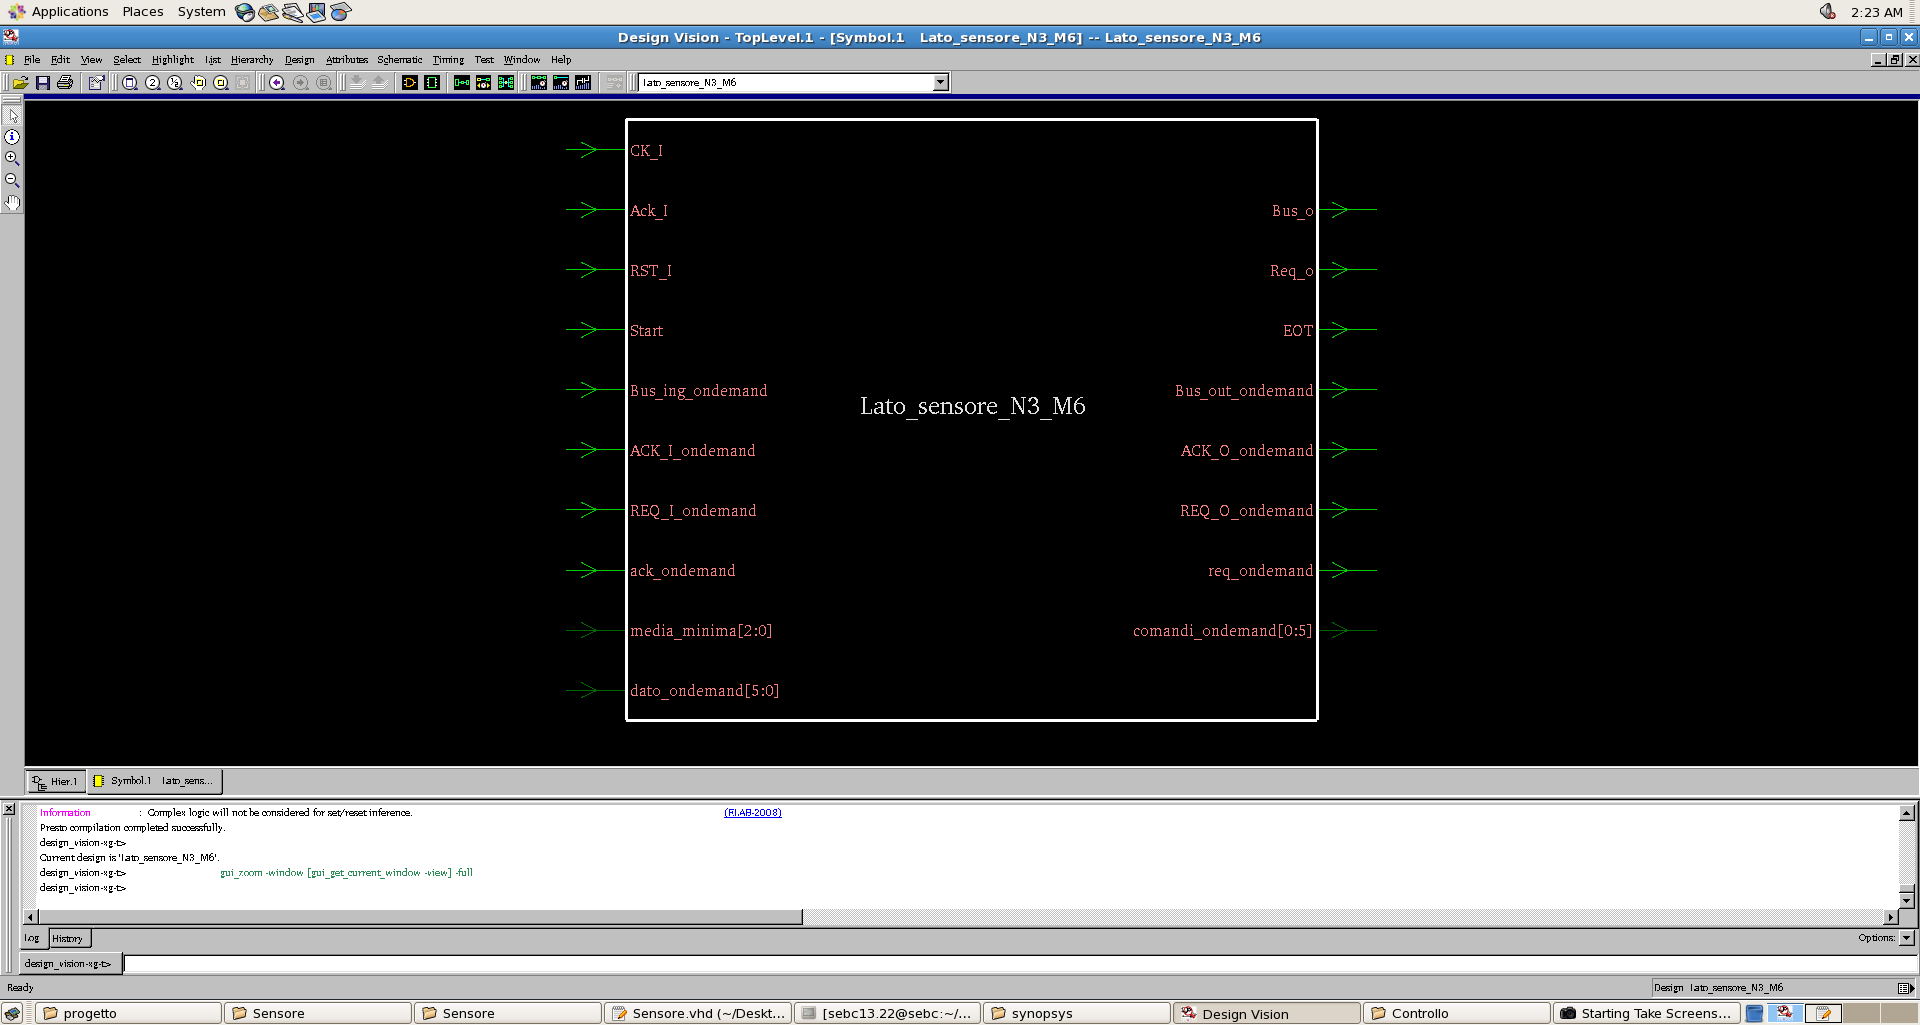 Applications Places System 2:23 AM
Design Vision - TopLevel.1 - [Symbol.1 Lato_sensore_N3_M6] -- Lato_sensore_N3_M6
File Edit View Select Highlight List Hierarchy Design Attributes Schematic Timing Test Window Help
Lato_sensore_N3_M6
CK_I
Ack_I Bus_o
RST_I Req_o
Start EOT
Bus_ing_ondemand Bus_out_ondemand
Lato_sensore_N3_M6
ACK_I_ondemand ACK_O_ondemand
REQ_I_ondemand REQ_O_ondemand
ack_ondemand req_ondemand
media_minima[2:0] comandi_ondemand[0:5]
dato_ondemand[5:0]
Hier.1 Symbol.1 Lato_sens...
Information : Complex logic will not be considered for set/reset inference. (ELAB-2008)
Presto compilation completed successfully.
design_vision-xg-t>
Current design is 'Lato_sensore_N3_M6'.
design_vision-xg-t> gui_zoom -window [gui_get_current_window -view] -full
design_vision-xg-t>
Log History Options:
design_vision-xg-t>
Ready Design Lato_sensore_N3_M6
progetto Sensore Sensore Sensore.vhd (~/Deskt... [sebc13.22@sebc:~/... synopsys Design Vision Controllo Starting Take Screens...